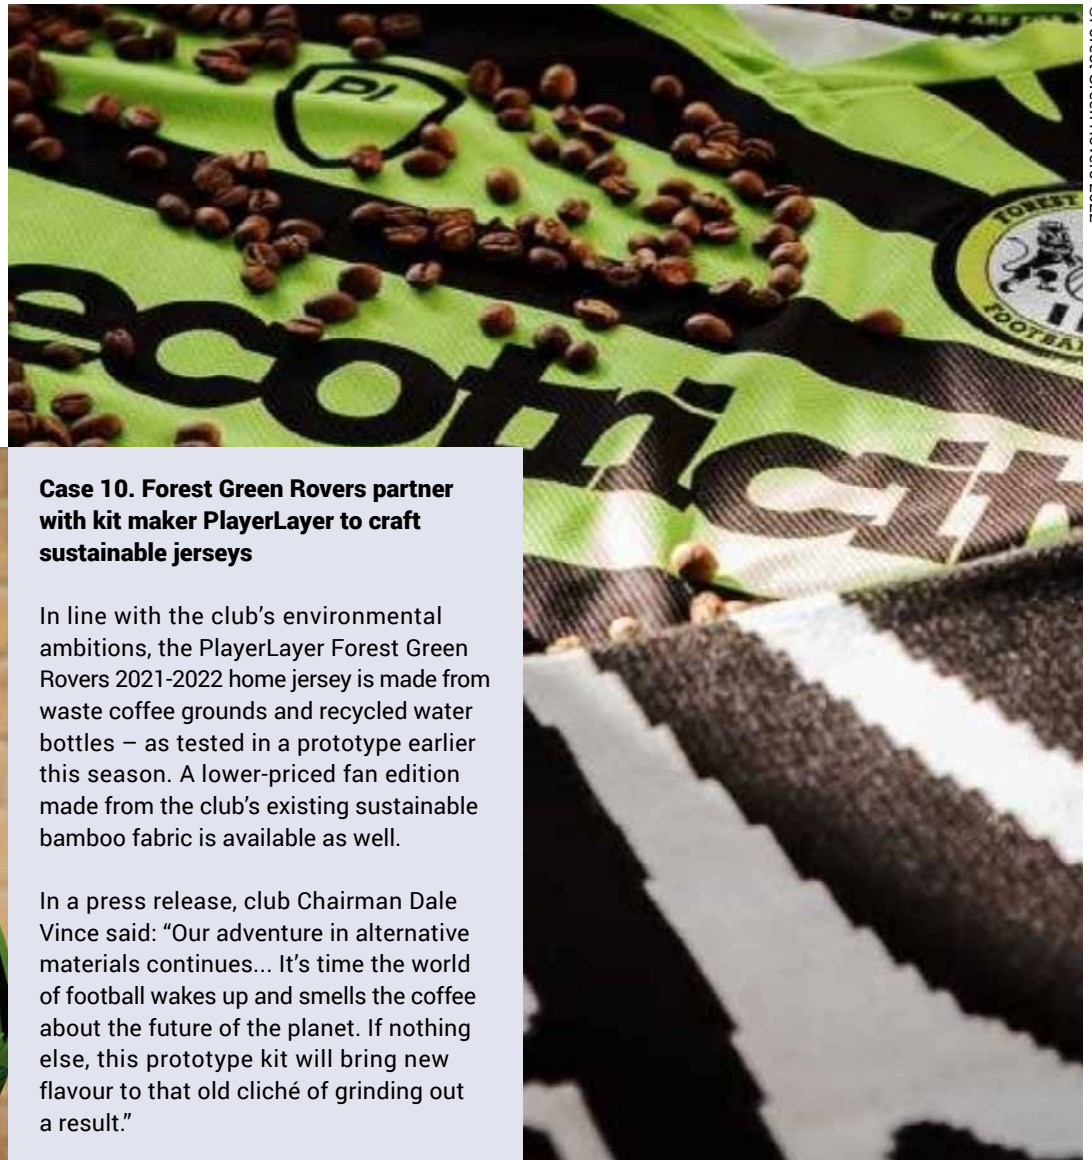 WE ARE
PL
FOREST
FOOTBA
ecotricit
Case 10. Forest Green Rovers partner
with kit maker PlayerLayer to craft
sustainable jerseys
In line with the club’s environmental
ambitions, the PlayerLayer Forest Green
Rovers 2021-2022 home jersey is made from
waste coffee grounds and recycled water
bottles – as tested in a prototype earlier
this season. A lower-priced fan edition
made from the club’s existing sustainable
bamboo fabric is available as well.
In a press release, club Chairman Dale
Vince said: “Our adventure in alternative
materials continues... It’s time the world
of football wakes up and smells the coffee
about the future of the planet. If nothing
else, this prototype kit will bring new
flavour to that old cliché of grinding out
a result.”